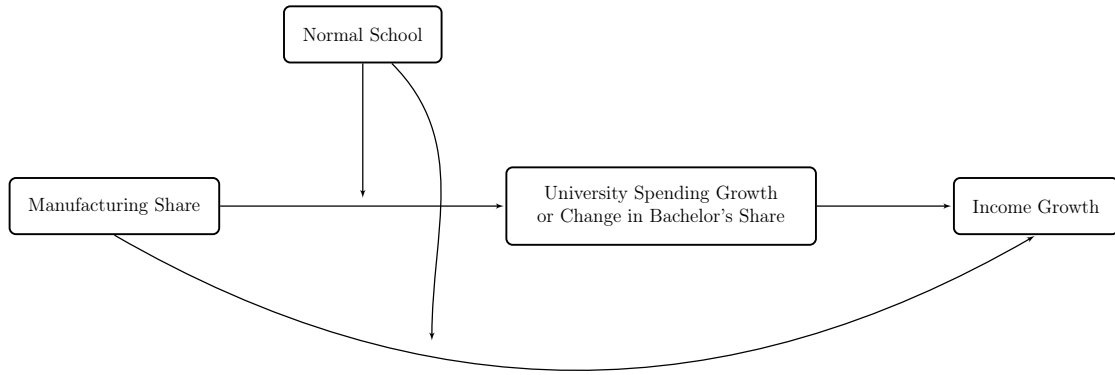 Normal School
Manufacturing Share
University Spending Growth
or Change in Bachelor's Share
Income Growth